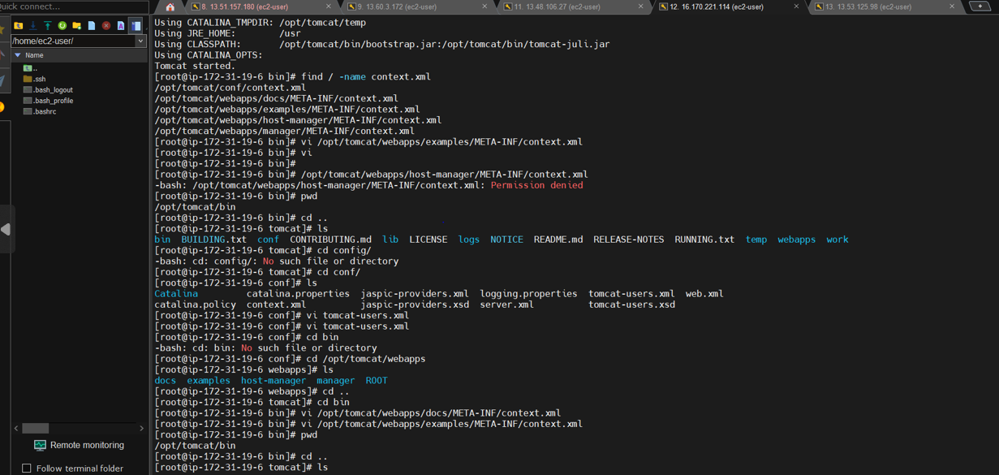 Quick connect...
8. 13.51.157.180 (ec2-user)
9. 13.60.3.172 (ec2-user)
11. 13.48.106.27 (ec2-user)
12. 16.170.221.114 (ec2-user)
13. 13.53.125.98 (ec2-user)
/home/ec2-user/
Name
..
.ssh
.bash_logout
.bash_profile
.bashrc
Remote monitoring
Follow terminal folder
Using CATALINA_TMPDIR: /opt/tomcat/temp
Using JRE_HOME:        /usr
Using CLASSPATH:       /opt/tomcat/bin/bootstrap.jar:/opt/tomcat/bin/tomcat-juli.jar
Using CATALINA_OPTS:
Tomcat started.
[root@ip-172-31-19-6 bin]# find / -name context.xml
/opt/tomcat/conf/context.xml
/opt/tomcat/webapps/docs/META-INF/context.xml
/opt/tomcat/webapps/examples/META-INF/context.xml
/opt/tomcat/webapps/host-manager/META-INF/context.xml
/opt/tomcat/webapps/manager/META-INF/context.xml
[root@ip-172-31-19-6 bin]# vi /opt/tomcat/webapps/examples/META-INF/context.xml
[root@ip-172-31-19-6 bin]# vi
[root@ip-172-31-19-6 bin]#
[root@ip-172-31-19-6 bin]# /opt/tomcat/webapps/host-manager/META-INF/context.xml
-bash: /opt/tomcat/webapps/host-manager/META-INF/context.xml: Permission denied
[root@ip-172-31-19-6 bin]# pwd
/opt/tomcat/bin
[root@ip-172-31-19-6 bin]# cd ..
[root@ip-172-31-19-6 tomcat]# ls
bin  BUILDING.txt  conf  CONTRIBUTING.md  lib  LICENSE  logs  NOTICE  README.md  RELEASE-NOTES  RUNNING.txt  temp  webapps  work
[root@ip-172-31-19-6 tomcat]# cd config/
-bash: cd: config/: No such file or directory
[root@ip-172-31-19-6 tomcat]# cd conf/
[root@ip-172-31-19-6 conf]# ls
Catalina         catalina.properties  jaspic-providers.xml  logging.properties  tomcat-users.xml  web.xml
catalina.policy  context.xml          jaspic-providers.xsd  server.xml          tomcat-users.xsd
[root@ip-172-31-19-6 conf]# vi tomcat-users.xml
[root@ip-172-31-19-6 conf]# vi tomcat-users.xml
[root@ip-172-31-19-6 conf]# cd bin
-bash: cd: bin: No such file or directory
[root@ip-172-31-19-6 conf]# cd /opt/tomcat/webapps
[root@ip-172-31-19-6 webapps]# ls
docs  examples  host-manager  manager  ROOT
[root@ip-172-31-19-6 webapps]# cd ..
[root@ip-172-31-19-6 tomcat]# cd bin
[root@ip-172-31-19-6 bin]# vi /opt/tomcat/webapps/docs/META-INF/context.xml
[root@ip-172-31-19-6 bin]# vi /opt/tomcat/webapps/examples/META-INF/context.xml
[root@ip-172-31-19-6 bin]# pwd
/opt/tomcat/bin
[root@ip-172-31-19-6 bin]# cd ..
[root@ip-172-31-19-6 tomcat]# ls